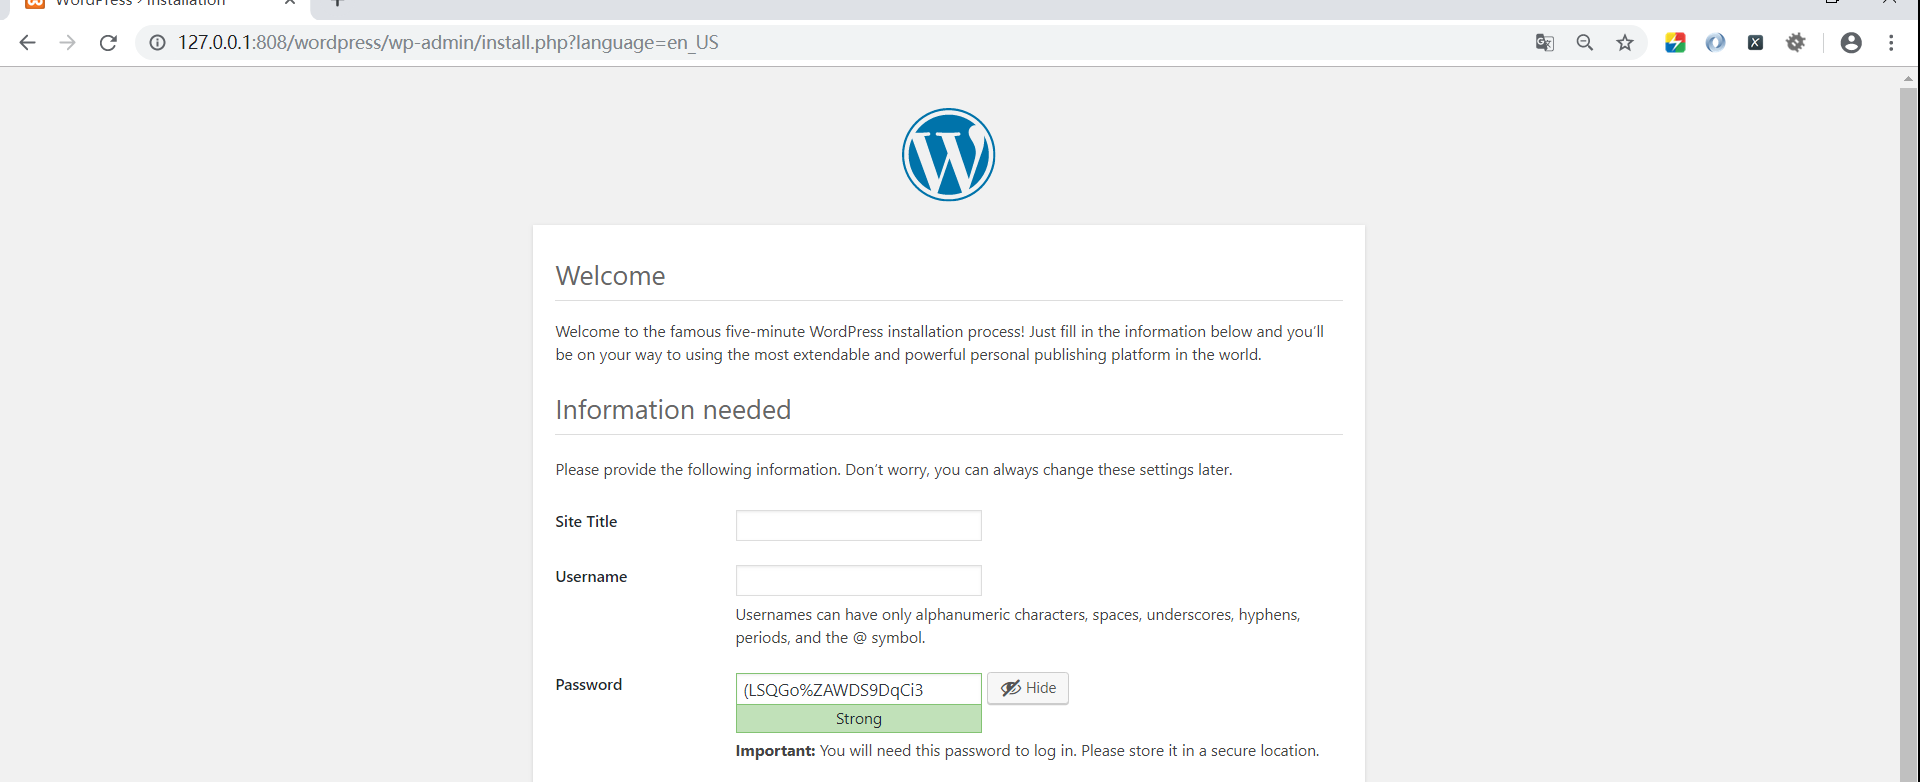 WordPress › Installation
127.0.0.1:808/wordpress/wp-admin/install.php?language=en_US
Welcome
Welcome to the famous five-minute WordPress installation process! Just fill in the information below and you’ll
be on your way to using the most extendable and powerful personal publishing platform in the world.
Information needed
Please provide the following information. Don’t worry, you can always change these settings later.
Site Title
Username
Usernames can have only alphanumeric characters, spaces, underscores, hyphens,
periods, and the @ symbol.
Password
(LSQGo%ZAWDS9DqCi3
Hide
Strong
Important: You will need this password to log in. Please store it in a secure location.